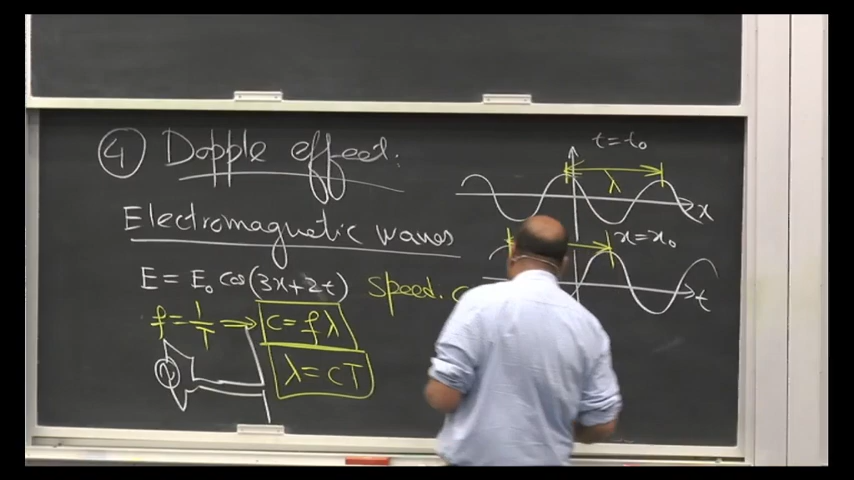 ④ Dopple effect:
Electromagnetic waves
E = E₀ cos(3x+2t) speed. c
f = 1/T ⇒ c = fλ
λ = cT
t = t₀
λ
x
x = x₀
t